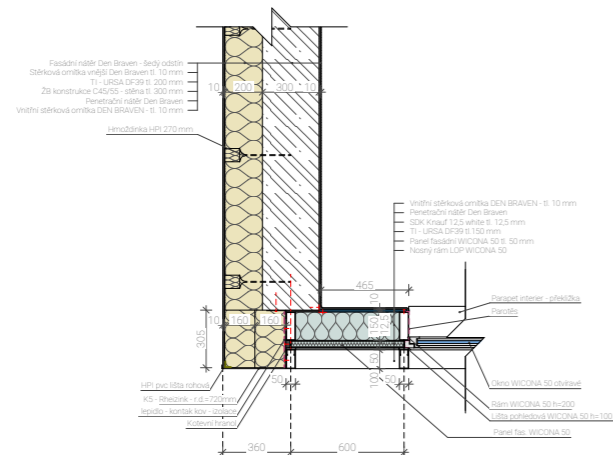 Fasádní nátěr Den Braven - šedý odstín
Stěrková omítka vnější Den Braven tl. 10 mm
TI - URSA DF39 tl. 200 mm
ŽB konstrukce C45/55 - stěna tl. 300 mm
Penetrační nátěr Den Braven
Vnitřní stěrková omítka DEN BRAVEN - tl. 10 mm
10 200 300 10
Hmoždinka HPI 270 mm
Vnitřní stěrková omítka DEN BRAVEN - tl. 10 mm
Penetrační nátěr Den Braven
SDK Knauf 12,5 white tl. 12,5 mm
TI - URSA DF39 tl.150 mm
Panel fasádní WICONA 50 tl. 50 mm
Nosný rám LOP WICONA 50
465
Parapet interier - překližka
Parotěs
10
10 160 160
305
150
12,5
50
100
HPI pvc lišta rohová
50
50
Okno WICONA 50 otvíravé
K5 - Rheizink - r.d.=720mm
Rám WICONA 50 h=200
lepidlo - kontak kov - izolace
Lišta pohledová WICONA 50 h=100
Kotevní hranol
Panel fas. WICONA 50
360 600